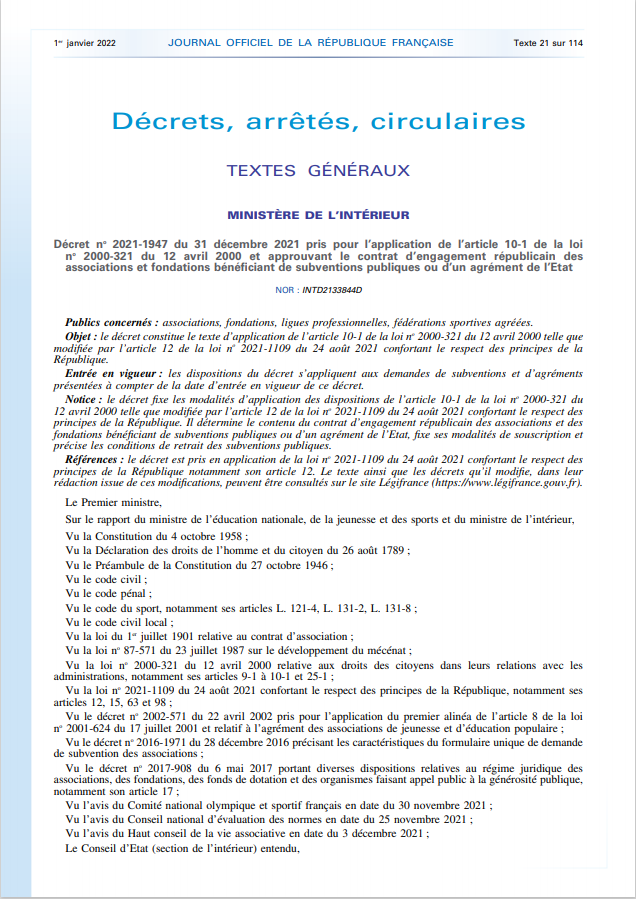 1er janvier 2022 JOURNAL OFFICIEL DE LA RÉPUBLIQUE FRANÇAISE Texte 21 sur 114
Décrets, arrêtés, circulaires
TEXTES GÉNÉRAUX
MINISTÈRE DE L'INTÉRIEUR
Décret no 2021-1947 du 31 décembre 2021 pris pour l'application de l'article 10-1 de la loi
no 2000-321 du 12 avril 2000 et approuvant le contrat d'engagement républicain des
associations et fondations bénéficiant de subventions publiques ou d'un agrément de l'Etat
NOR : INTD2133844D
Publics concernés : associations, fondations, ligues professionnelles, fédérations sportives agréées.
Objet : le décret constitue le texte d'application de l'article 10-1 de la loi no 2000-321 du 12 avril 2000 telle que
modifiée par l'article 12 de la loi no 2021-1109 du 24 août 2021 confortant le respect des principes de la
République.
Entrée en vigueur : les dispositions du décret s'appliquent aux demandes de subventions et d'agréments
présentées à compter de la date d'entrée en vigueur de ce décret.
Notice : le décret fixe les modalités d'application des dispositions de l'article 10-1 de la loi no 2000-321 du
12 avril 2000 telle que modifiée par l'article 12 de la loi no 2021-1109 du 24 août 2021 confortant le respect des
principes de la République. Il détermine le contenu du contrat d'engagement républicain des associations et des
fondations bénéficiant de subventions publiques ou d'un agrément de l'Etat, fixe ses modalités de souscription et
précise les conditions de retrait des subventions publiques.
Références : le décret est pris en application de la loi no 2021-1109 du 24 août 2021 confortant le respect des
principes de la République notamment son article 12. Le texte ainsi que les décrets qu'il modifie, dans leur
rédaction issue de ces modifications, peuvent être consultés sur le site Légifrance (https://www.légifrance.gouv.fr).
Le Premier ministre,
Sur le rapport du ministre de l'éducation nationale, de la jeunesse et des sports et du ministre de l'intérieur,
Vu la Constitution du 4 octobre 1958 ;
Vu la Déclaration des droits de l'homme et du citoyen du 26 août 1789 ;
Vu le Préambule de la Constitution du 27 octobre 1946 ;
Vu le code civil ;
Vu le code pénal ;
Vu le code du sport, notamment ses articles L. 121-4, L. 131-2, L. 131-8 ;
Vu le code civil local ;
Vu la loi du 1er juillet 1901 relative au contrat d'association ;
Vu la loi no 87-571 du 23 juillet 1987 sur le développement du mécénat ;
Vu la loi no 2000-321 du 12 avril 2000 relative aux droits des citoyens dans leurs relations avec les
administrations, notamment ses articles 9-1 à 10-1 et 25-1 ;
Vu la loi no 2021-1109 du 24 août 2021 confortant le respect des principes de la République, notamment ses
articles 12, 15, 63 et 98 ;
Vu le décret no 2002-571 du 22 avril 2002 pris pour l'application du premier alinéa de l'article 8 de la loi
no 2001-624 du 17 juillet 2001 et relatif à l'agrément des associations de jeunesse et d'éducation populaire ;
Vu le décret no 2016-1971 du 28 décembre 2016 précisant les caractéristiques du formulaire unique de demande
de subvention des associations ;
Vu le décret no 2017-908 du 6 mai 2017 portant diverses dispositions relatives au régime juridique des
associations, des fondations, des fonds de dotation et des organismes faisant appel public à la générosité publique,
notamment son article 17 ;
Vu l'avis du Comité national olympique et sportif français en date du 30 novembre 2021 ;
Vu l'avis du Conseil national d'évaluation des normes en date du 25 novembre 2021 ;
Vu l'avis du Haut conseil de la vie associative en date du 3 décembre 2021 ;
Le Conseil d'Etat (section de l'intérieur) entendu,